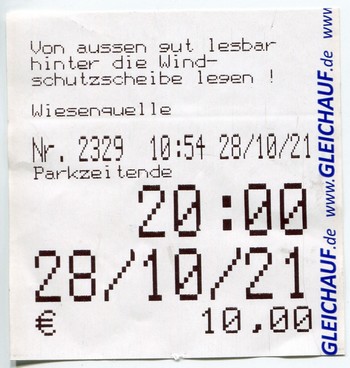 Von aussen gut lesbar
hinter die Wind-
schutzscheibe legen !
Wiesenquelle
Nr. 2329 10:54 28/10/21
Parkzeitende
20:00
28/10/21
€ 10,00
GLEICHAUF.de www.GLEICHAUF.de www